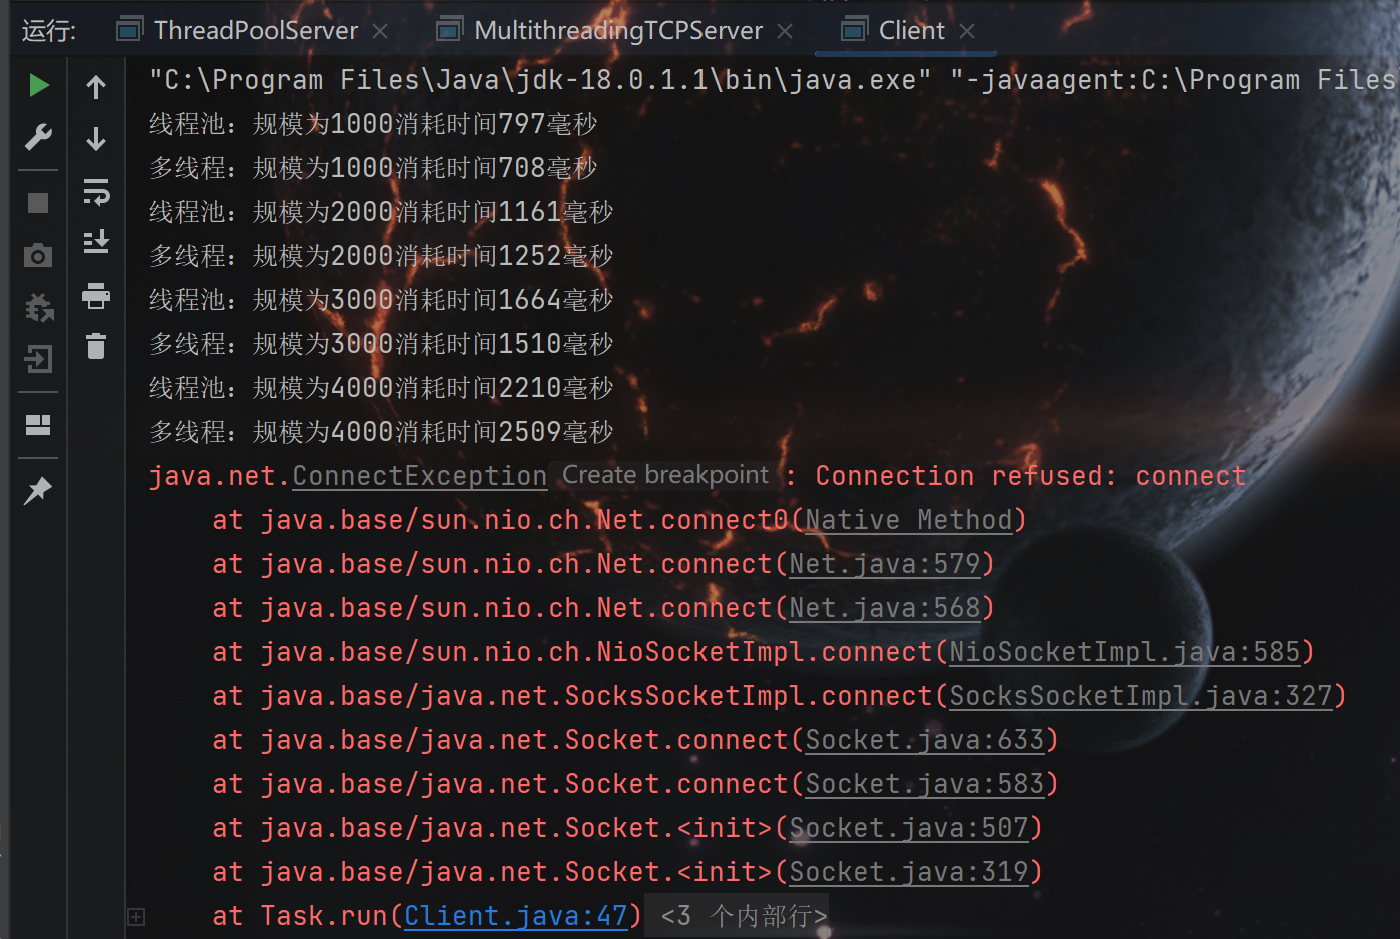 运行: ThreadPoolServer MultithreadingTCPServer Client
"C:\Program Files\Java\jdk-18.0.1.1\bin\java.exe" "-javaagent:C:\Program Files
线程池：规模为1000消耗时间797毫秒
多线程：规模为1000消耗时间708毫秒
线程池：规模为2000消耗时间1161毫秒
多线程：规模为2000消耗时间1252毫秒
线程池：规模为3000消耗时间1664毫秒
多线程：规模为3000消耗时间1510毫秒
线程池：规模为4000消耗时间2210毫秒
多线程：规模为4000消耗时间2509毫秒
java.net.ConnectException Create breakpoint : Connection refused: connect
at java.base/sun.nio.ch.Net.connect0(Native Method)
at java.base/sun.nio.ch.Net.connect(Net.java:579)
at java.base/sun.nio.ch.Net.connect(Net.java:568)
at java.base/sun.nio.ch.NioSocketImpl.connect(NioSocketImpl.java:585)
at java.base/java.net.SocksSocketImpl.connect(SocksSocketImpl.java:327)
at java.base/java.net.Socket.connect(Socket.java:633)
at java.base/java.net.Socket.connect(Socket.java:583)
at java.base/java.net.Socket.<init>(Socket.java:507)
at java.base/java.net.Socket.<init>(Socket.java:319)
at Task.run(Client.java:47) <3 个内部行>